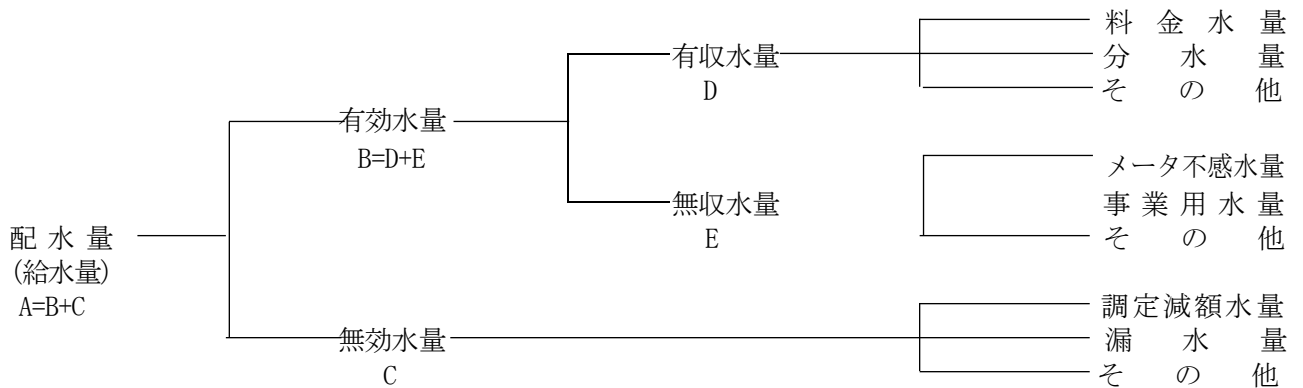 料金水量
有収水量 分水量
D その他
有効水量
B=D+E
メータ不感水量
無収水量 事業用水量
配水量 E その他
(給水量)
A=B+C 調定減額水量
無効水量 漏水量
C その他